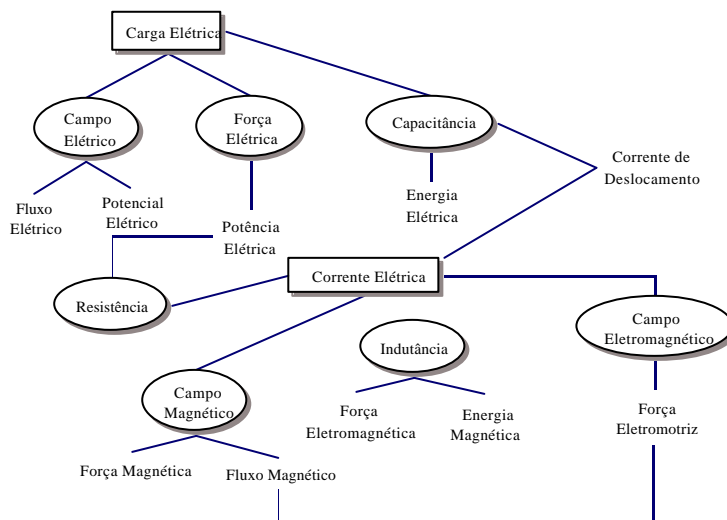 Carga Elétrica
Campo
Elétrico
Força
Elétrica
Capacitância
Corrente de
Deslocamento
Fluxo
Elétrico
Potencial
Elétrico
Energia
Elétrica
Potência
Elétrica
Corrente Elétrica
Resistência
Campo
Eletromagnético
Indutância
Campo
Magnético
Força
Eletromagnética
Energia
Magnética
Força
Eletromotriz
Força Magnética
Fluxo Magnético